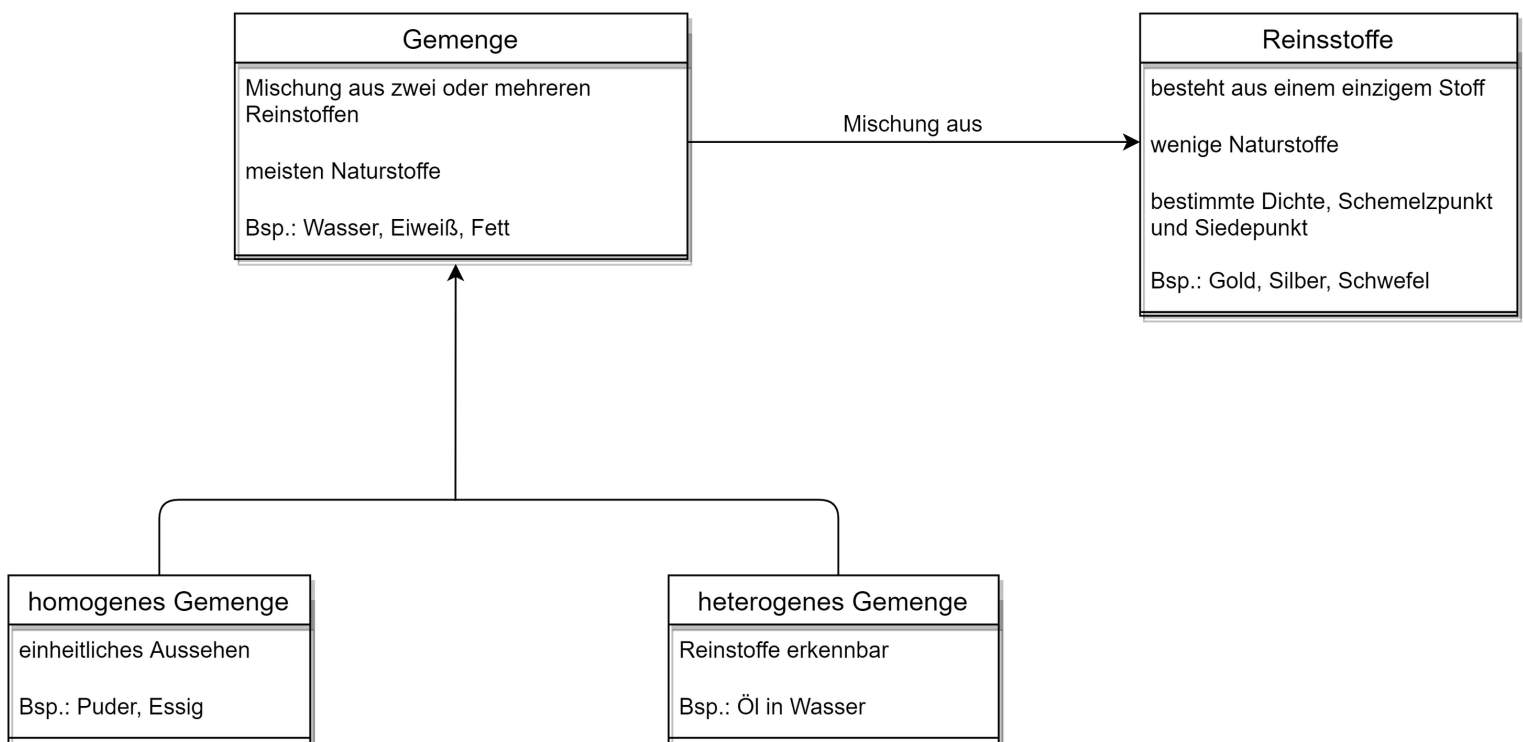 Gemenge
Mischung aus zwei oder mehreren
Reinstoffen
meisten Naturstoffe
Bsp.: Wasser, Eiweiß, Fett
Mischung aus
Reinsstoffe
besteht aus einem einzigem Stoff
wenige Naturstoffe
bestimmte Dichte, Schemelzpunkt
und Siedepunkt
Bsp.: Gold, Silber, Schwefel
homogenes Gemenge
einheitliches Aussehen
Bsp.: Puder, Essig
heterogenes Gemenge
Reinstoffe erkennbar
Bsp.: Öl in Wasser